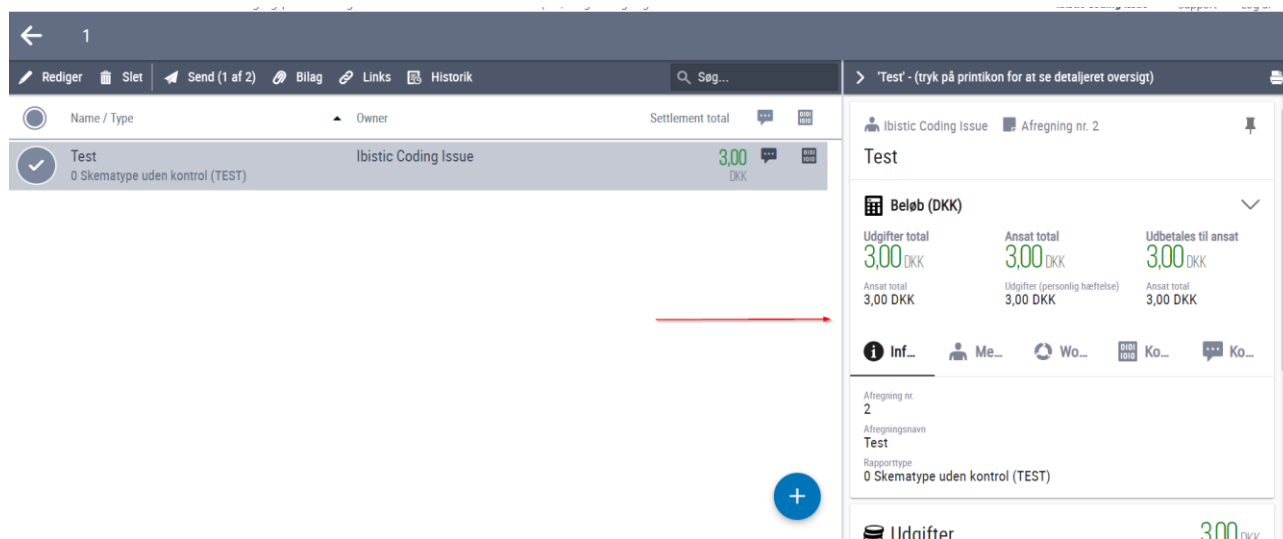 1
Rediger Slet Send (1 af 2) Bilag Links Historik Søg...
Name / Type Owner Settlement total
Test Ibistic Coding Issue 3,00
0 Skematype uden kontrol (TEST) DKK
'Test' - (tryk på printikon for at se detaljeret oversigt)
Ibistic Coding Issue Afregning nr. 2
Test
Beløb (DKK)
Udgifter total Ansat total Udbetales til ansat
3,00 DKK 3,00 DKK 3,00 DKK
Ansat total Udgifter (personlig hæftelse) Ansat total
3,00 DKK 3,00 DKK 3,00 DKK
Inf... Me... Wo... Ko... Ko...
Afregning nr.
2
Afregningsnavn
Test
Rapporttype
0 Skematype uden kontrol (TEST)
Udgifter 3,00 DKK